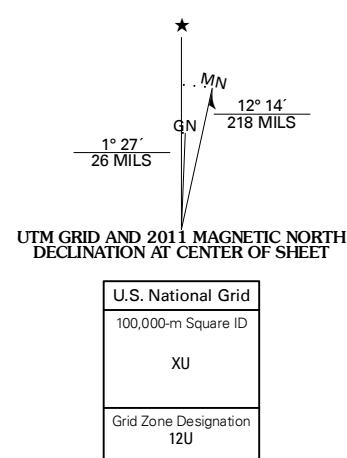 ★
MN
GN
12° 14´
218 MILS
1° 27´
26 MILS
UTM GRID AND 2011 MAGNETIC NORTH
DECLINATION AT CENTER OF SHEET
U.S. National Grid
100,000-m Square ID
XU
Grid Zone Designation
12U